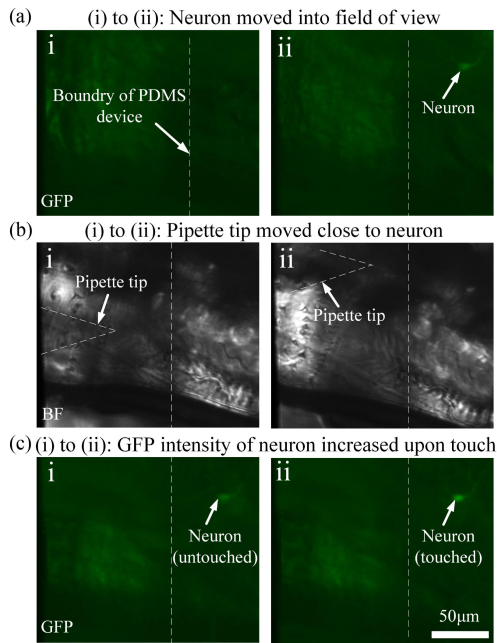 (a) (i) to (ii): Neuron moved into field of view
i
ii
Boundry of PDMS
device
Neuron
GFP
(b) (i) to (ii): Pipette tip moved close to neuron
i
ii
Pipette tip
Pipette tip
BF
(c) (i) to (ii): GFP intensity of neuron increased upon touch
i
ii
Neuron
(untouched)
Neuron
(touched)
GFP
50μm